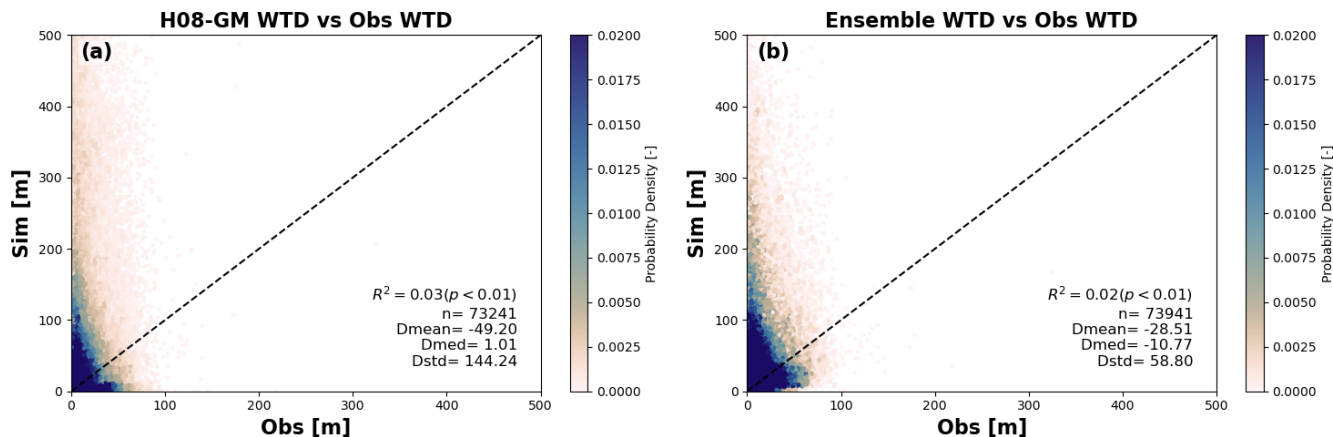 H08-GM WTD vs Obs WTD
(a)
500
400
300
200
100
0
Sim [m]
0
100
200
300
400
500
Obs [m]
R² = 0.03(p < 0.01)
n= 73241
Dmean= -49.20
Dmed= 1.01
Dstd= 144.24
0.0200
0.0175
0.0150
0.0125
0.0100
0.0075
0.0050
0.0025
0.0000
Probability Density [-]
Ensemble WTD vs Obs WTD
(b)
500
400
300
200
100
0
Sim [m]
0
100
200
300
400
500
Obs [m]
R² = 0.02(p < 0.01)
n= 73941
Dmean= -28.51
Dmed= -10.77
Dstd= 58.80
0.0200
0.0175
0.0150
0.0125
0.0100
0.0075
0.0050
0.0025
0.0000
Probability Density [-]